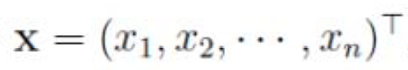 x = (x₁, x₂, ⋯ , xₙ)⊤